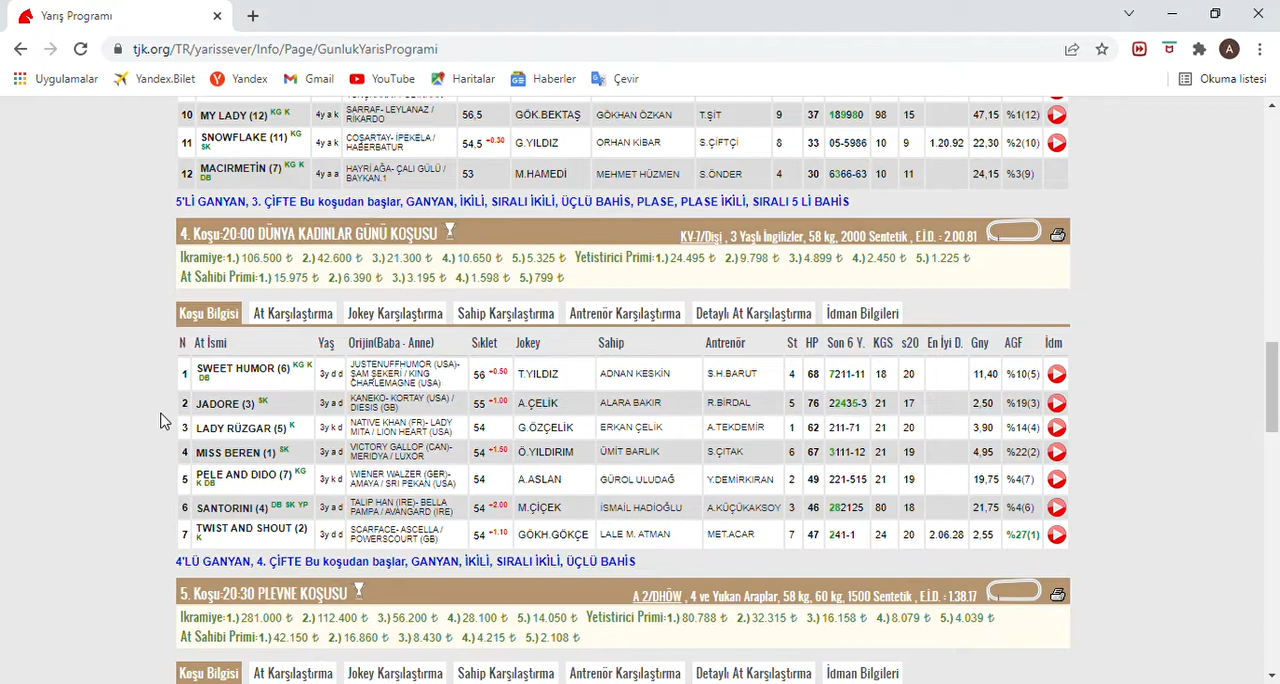 Yarış Programı
tjk.org/TR/yarissever/Info/Page/GunlukYarisProgrami
A
Uygulamalar Yandex.Bilet Yandex Gmail YouTube Haritalar Haberler Çevir Okuma listesi
RİKARDO
10 MY LADY (12) KG K 4y a k SARRAF- LEYLANAZ / 56,5 GÖK.BEKTAŞ GÖKHAN ÖZKAN T.ŞİT 9 37 189980 98 15 47,15 %1(12)
11 SNOWFLAKE (11) KG SK 4y a k COŞARTAY- İPEKELA / HABERBATUR 54.5 +0.30 G.YILDIZ ORHAN KİBAR S.ÇİFTÇİ 8 33 05-5986 10 9 1.20.92 22,30 %2(10)
12 MACIRMETİN (7) KG K DB 4y a a HAYRİ AĞA- ÇALI GÜLÜ / BAYKAN.1 53 M.HAMEDİ MEHMET HÜZMEN S.ÖNDER 4 30 6366-63 10 11 24,15 %3(9)
5'Lİ GANYAN, 3. ÇİFTE Bu koşudan başlar, GANYAN, İKİLİ, SIRALI İKİLİ, ÜÇLÜ BAHİS, PLASE, PLASE İKİLİ, SIRALI 5 Lİ BAHİS
4. Koşu:20:00 DÜNYA KADINLAR GÜNÜ KOŞUSU KV-7/Dişi , 3 Yaşlı İngilizler, 58 kg, 2000 Sentetik , E.İ.D. : 2.00.81
İkramiye:1.) 106.500 ₺ 2.) 42.600 ₺ 3.) 21.300 ₺ 4.) 10.650 ₺ 5.) 5.325 ₺ Yetistirici Primi:1.) 24.495 ₺ 2.) 9.798 ₺ 3.) 4.899 ₺ 4.) 2.450 ₺ 5.) 1.225 ₺
At Sahibi Primi:1.) 15.975 ₺ 2.) 6.390 ₺ 3.) 3.195 ₺ 4.) 1.598 ₺ 5.) 799 ₺
Koşu Bilgisi At Karşılaştırma Jokey Karşılaştırma Sahip Karşılaştırma Antrenör Karşılaştırma Detaylı At Karşılaştırma İdman Bilgileri
N At İsmi Yaş Orijin(Baba - Anne) Sıklet Jokey Sahip Antrenör St HP Son 6 Y. KGS s20 En İyi D. Gny AGF İdm
1 SWEET HUMOR (6) KG K DB 3y d d JUSTENUFFHUMOR (USA)- SAM ŞEKERİ / KING CHARLEMAGNE (USA) 56 +0.50 T.YILDIZ ADNAN KESKİN S.H.BARUT 4 68 7211-11 18 20 11,40 %10(5)
2 JADORE (3) SK 3y a d KANEKO- KORTAY (USA) / DIESIS (GB) 55 +1.00 A.ÇELİK ALARA BAKIR R.BİRDAL 5 76 22435-3 21 17 2,50 %19(3)
3 LADY RÜZGAR (5) K 3y k d NATIVE KHAN (FR)- LADY MITA / LION HEART (USA) 54 G.ÖZÇELİK ERKAN ÇELİK A.TEKDEMİR 1 62 211-71 21 20 3,90 %14(4)
4 MISS BEREN (1) SK 3y a d VICTORY GALLOP (CAN)- MERIDYA / LUXOR 54 +1.50 Ö.YILDIRIM ÜMİT BARLIK S.ÇITAK 6 67 3111-12 21 19 4,95 %22(2)
5 PELE AND DIDO (7) KG K DB 3y k d WIENER WALZER (GER)- AMAYA / SRI PEKAN (USA) 54 A.ASLAN GÜROL ULUDAĞ Y.DEMİRKIRAN 2 49 221-515 21 19 19,75 %4(7)
6 SANTORINI (4) DB SK YP 3y a d TALIP HAN (IRE)- BELLA PAMPA / AVANGARD (IRE) 54 +2.00 M.ÇİÇEK İSMAİL HADİOĞLU A.KÜÇÜKAKSOY 3 46 282125 80 18 21,75 %4(6)
7 TWIST AND SHOUT (2) K 3y d d SCARFACE- ASCELLA / POWERSCOURT (GB) 54 +1.10 GÖKH.GÖKÇE LALE M. ATMAN MET.ACAR 7 47 241-1 24 20 2.06.28 2,55 %27(1)
4'LÜ GANYAN, 4. ÇİFTE Bu koşudan başlar, GANYAN, İKİLİ, SIRALI İKİLİ, ÜÇLÜ BAHİS
5. Koşu:20:30 PLEVNE KOŞUSU A 2/DHÖW , 4 ve Yukarı Araplar, 58 kg, 60 kg, 1500 Sentetik , E.İ.D. : 1.38.17
İkramiye:1.) 281.000 ₺ 2.) 112.400 ₺ 3.) 56.200 ₺ 4.) 28.100 ₺ 5.) 14.050 ₺ Yetistirici Primi:1.) 80.788 ₺ 2.) 32.315 ₺ 3.) 16.158 ₺ 4.) 8.079 ₺ 5.) 4.039 ₺
At Sahibi Primi:1.) 42.150 ₺ 2.) 16.860 ₺ 3.) 8.430 ₺ 4.) 4.215 ₺ 5.) 2.108 ₺
Koşu Bilgisi At Karşılaştırma Jokey Karşılaştırma Sahip Karşılaştırma Antrenör Karşılaştırma Detaylı At Karşılaştırma İdman Bilgileri